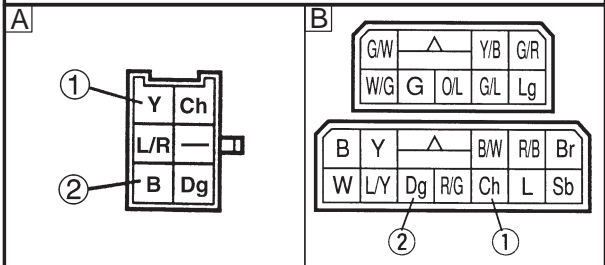 A
① Y Ch
L/R —
② B Dg
B
G/W Y/B G/R
W/G G O/L G/L Lg
B Y B/W R/B Br
W L/Y Dg R/G Ch L Sb
② ①